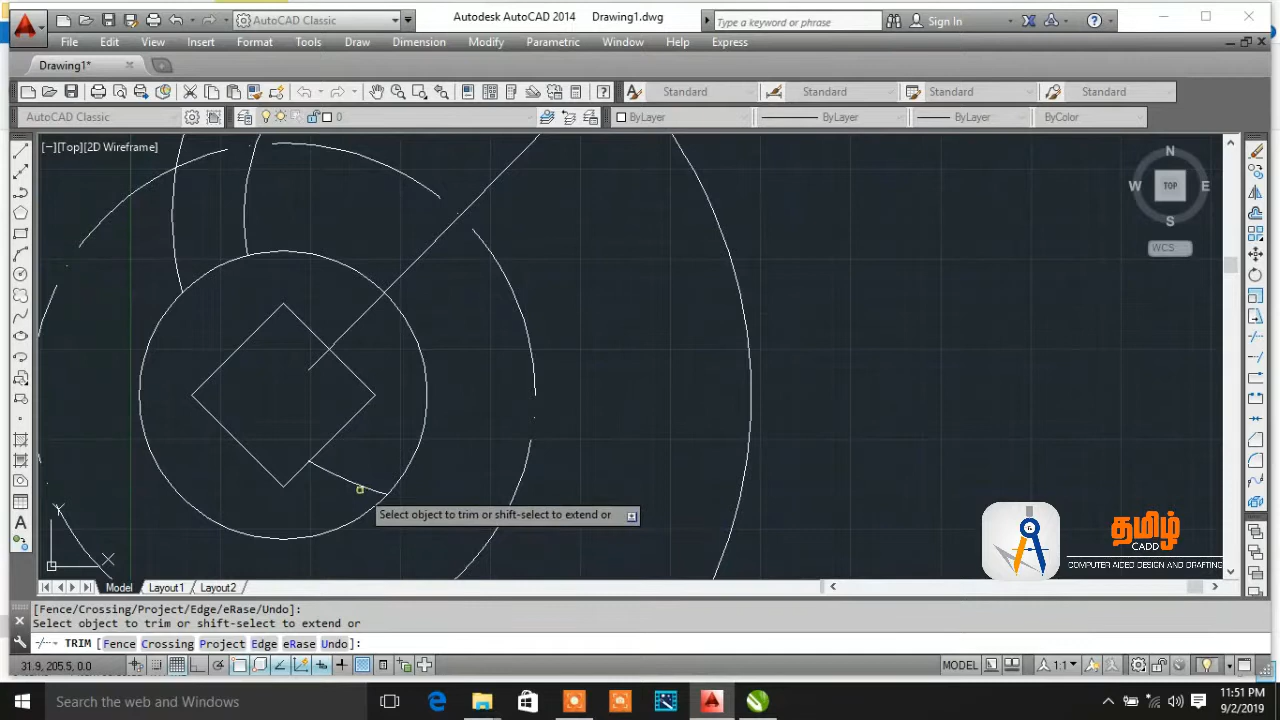 AutoCAD Classic
Autodesk AutoCAD 2014 Drawing1.dwg
Type a keyword or phrase
Sign In
File Edit View Insert Format Tools Draw Dimension Modify Parametric Window Help Express
Drawing1*
Standard Standard Standard Standard
AutoCAD Classic
0
ByLayer ByLayer ByLayer ByColor
[−][Top][2D Wireframe]
N
W TOP E
S
WCS
Select object to trim or shift-select to extend or
Y
X
தமிழ்
CADD
COMPUTER AIDED DESIGN AND DRAFTING
Model Layout1 Layout2
[Fence/Crossing/Project/Edge/eRase/Undo]:
Select object to trim or shift-select to extend or
TRIM [Fence Crossing Project Edge eRase Undo]:
31.9, 205.5, 0.0
MODEL
1:1
Search the web and Windows
11:51 PM
9/2/2019